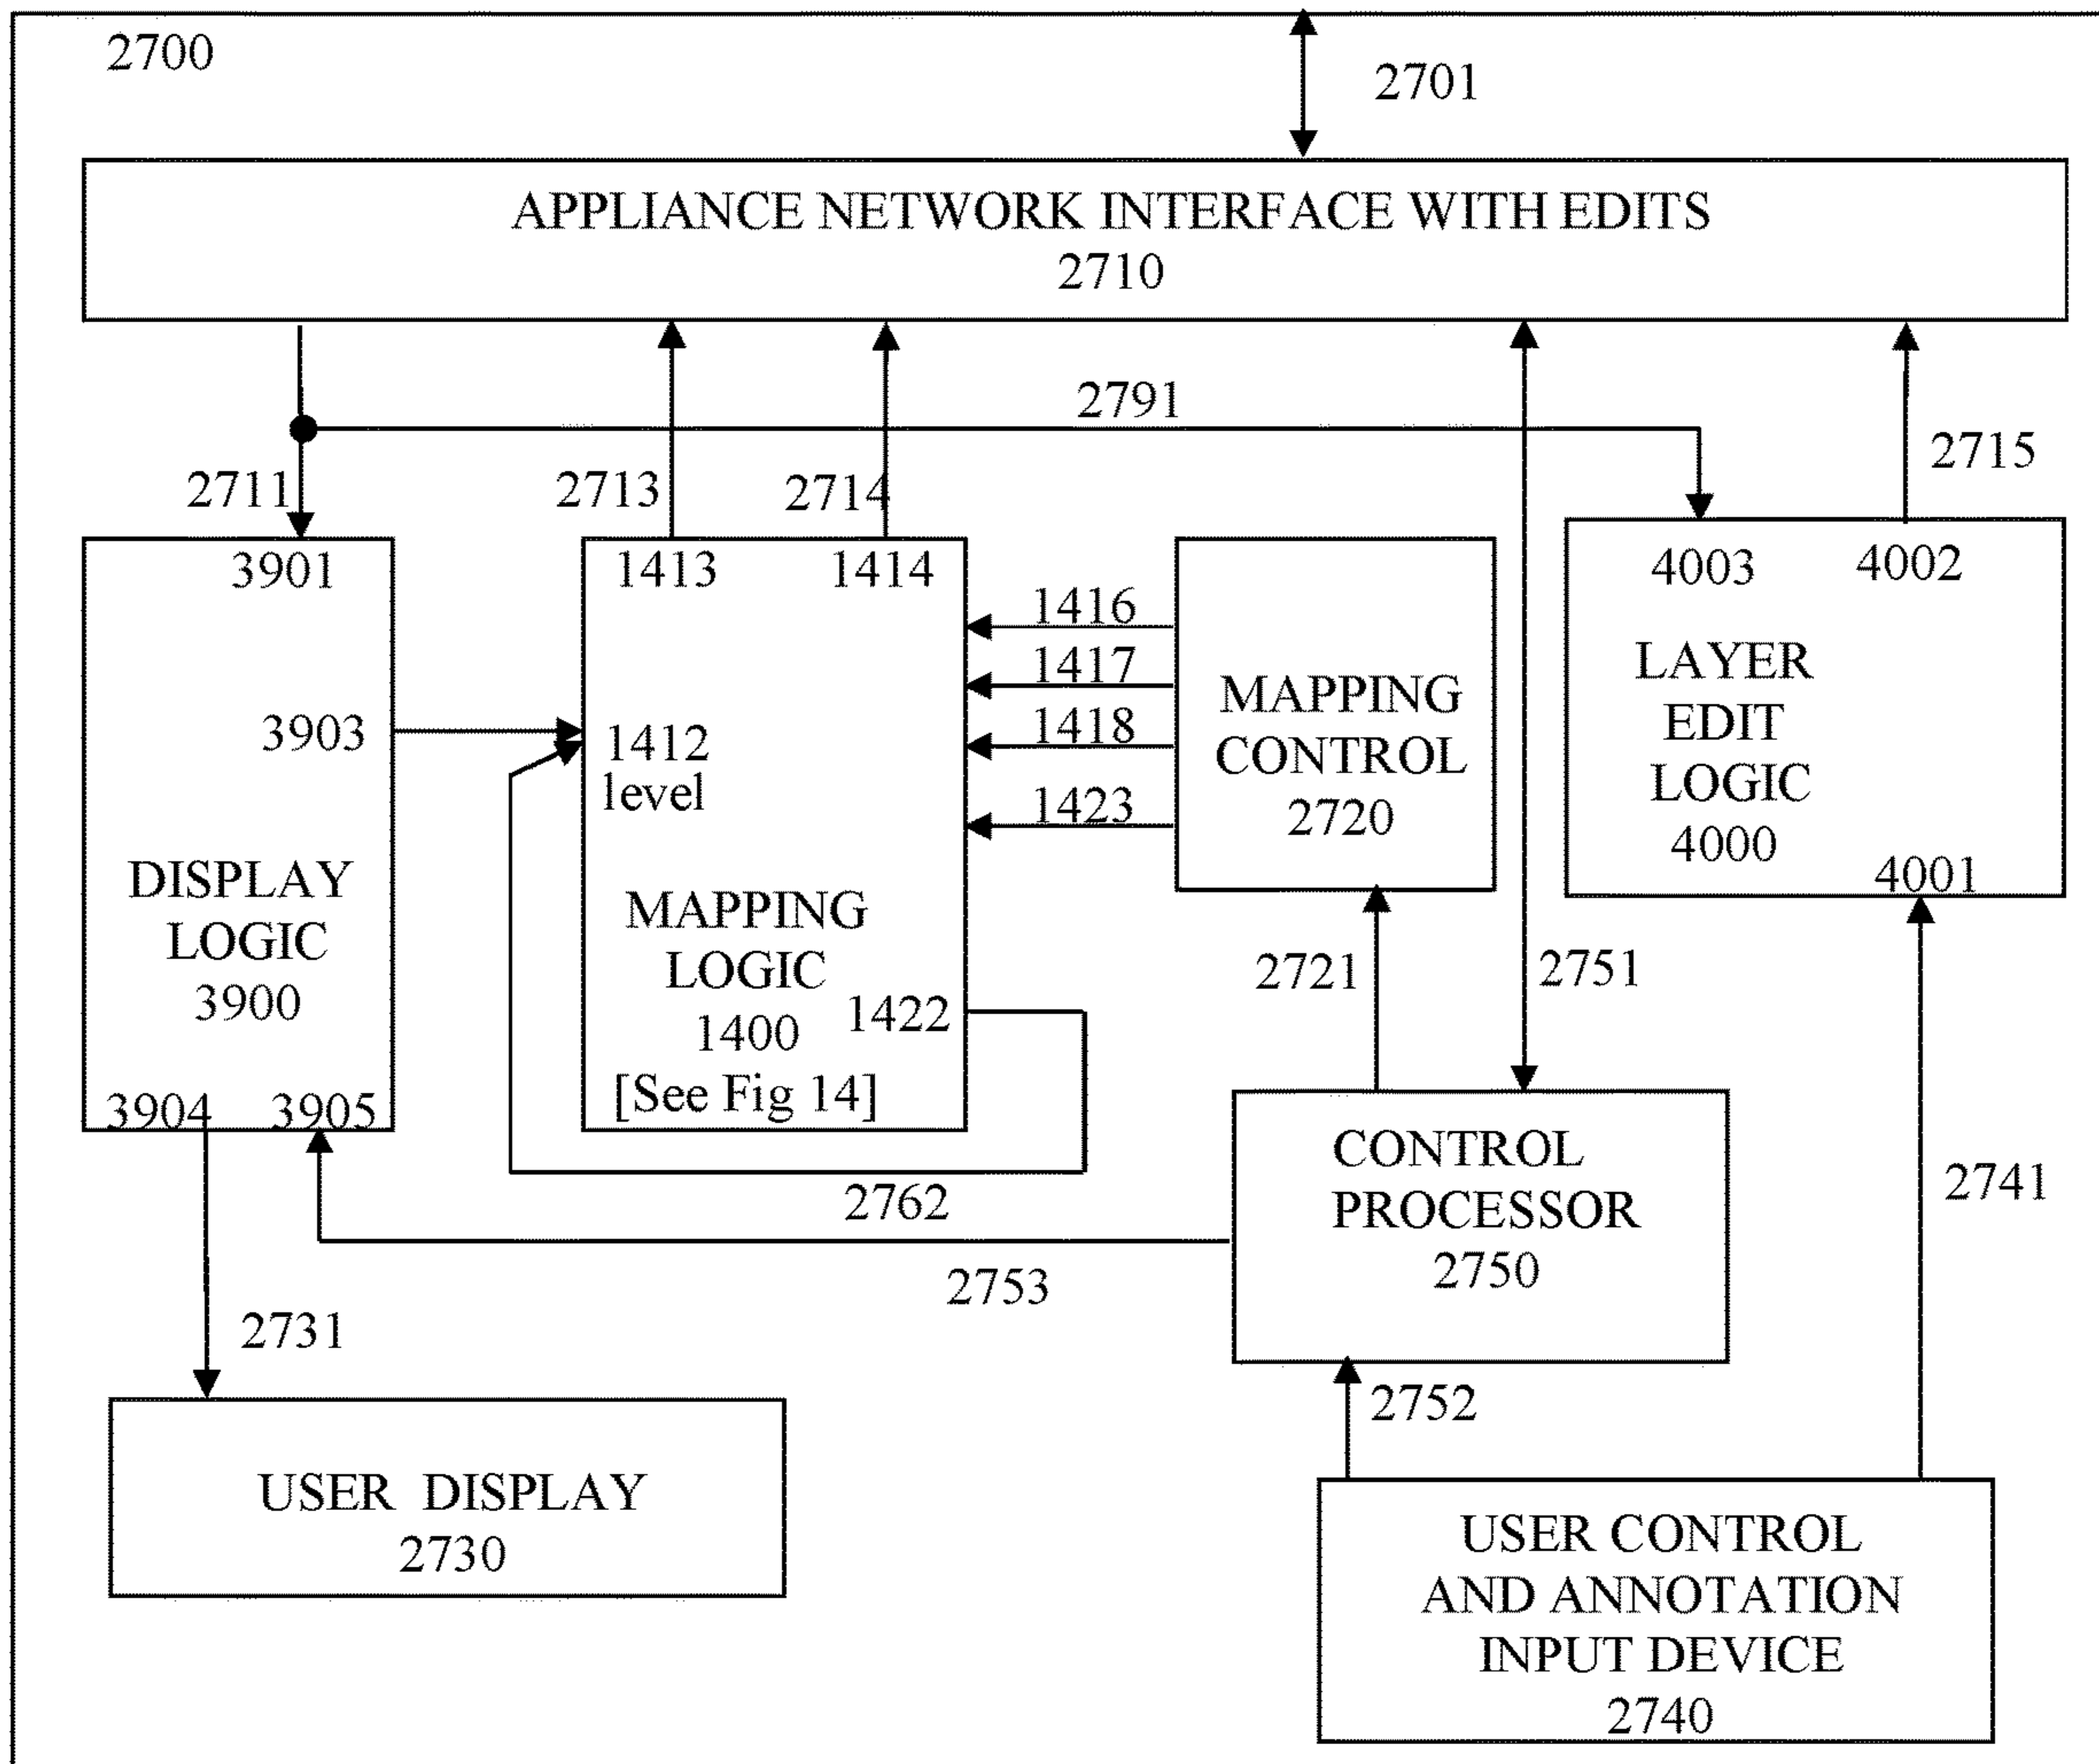 2700
2701
APPLIANCE NETWORK INTERFACE WITH EDITS
2710
2791
2711
2713
2714
2715
3901
1413
1414
4003
4002
1416
1417
1418
1423
3903
1412
level
MAPPING
CONTROL
2720
LAYER
EDIT
LOGIC
4000
4001
DISPLAY
LOGIC
3900
MAPPING
LOGIC
1400
[See Fig 14]
1422
2721
2751
3904
3905
2762
2753
CONTROL
PROCESSOR
2750
2741
2731
2752
USER DISPLAY
2730
USER CONTROL
AND ANNOTATION
INPUT DEVICE
2740